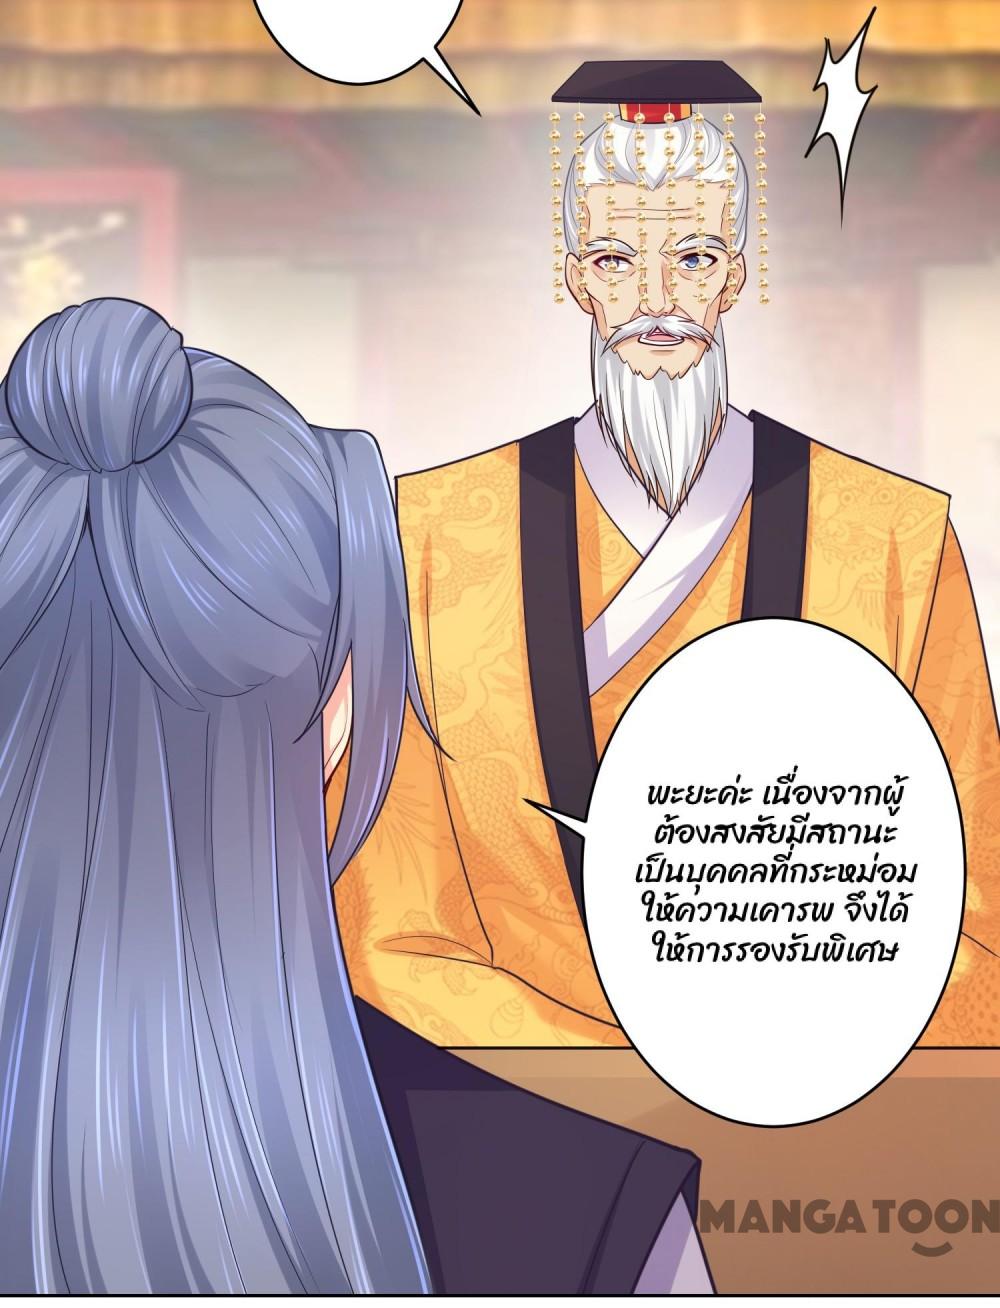 พะยะค่ะ เนื่องจากผู้
ต้องสงสัยมีสถานะ
เป็นบุคคลที่กระหม่อม
ให้ความเคารพ จึงได้
ให้การรองรับพิเศษ
MANGATOON